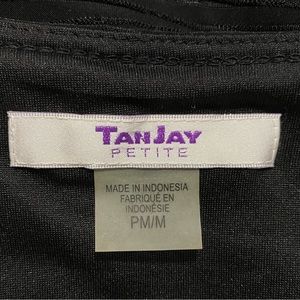 TANJAY
PETITE
MADE IN INDONESIA
FABRIQUÉ EN
INDONÉSIE
PM/M